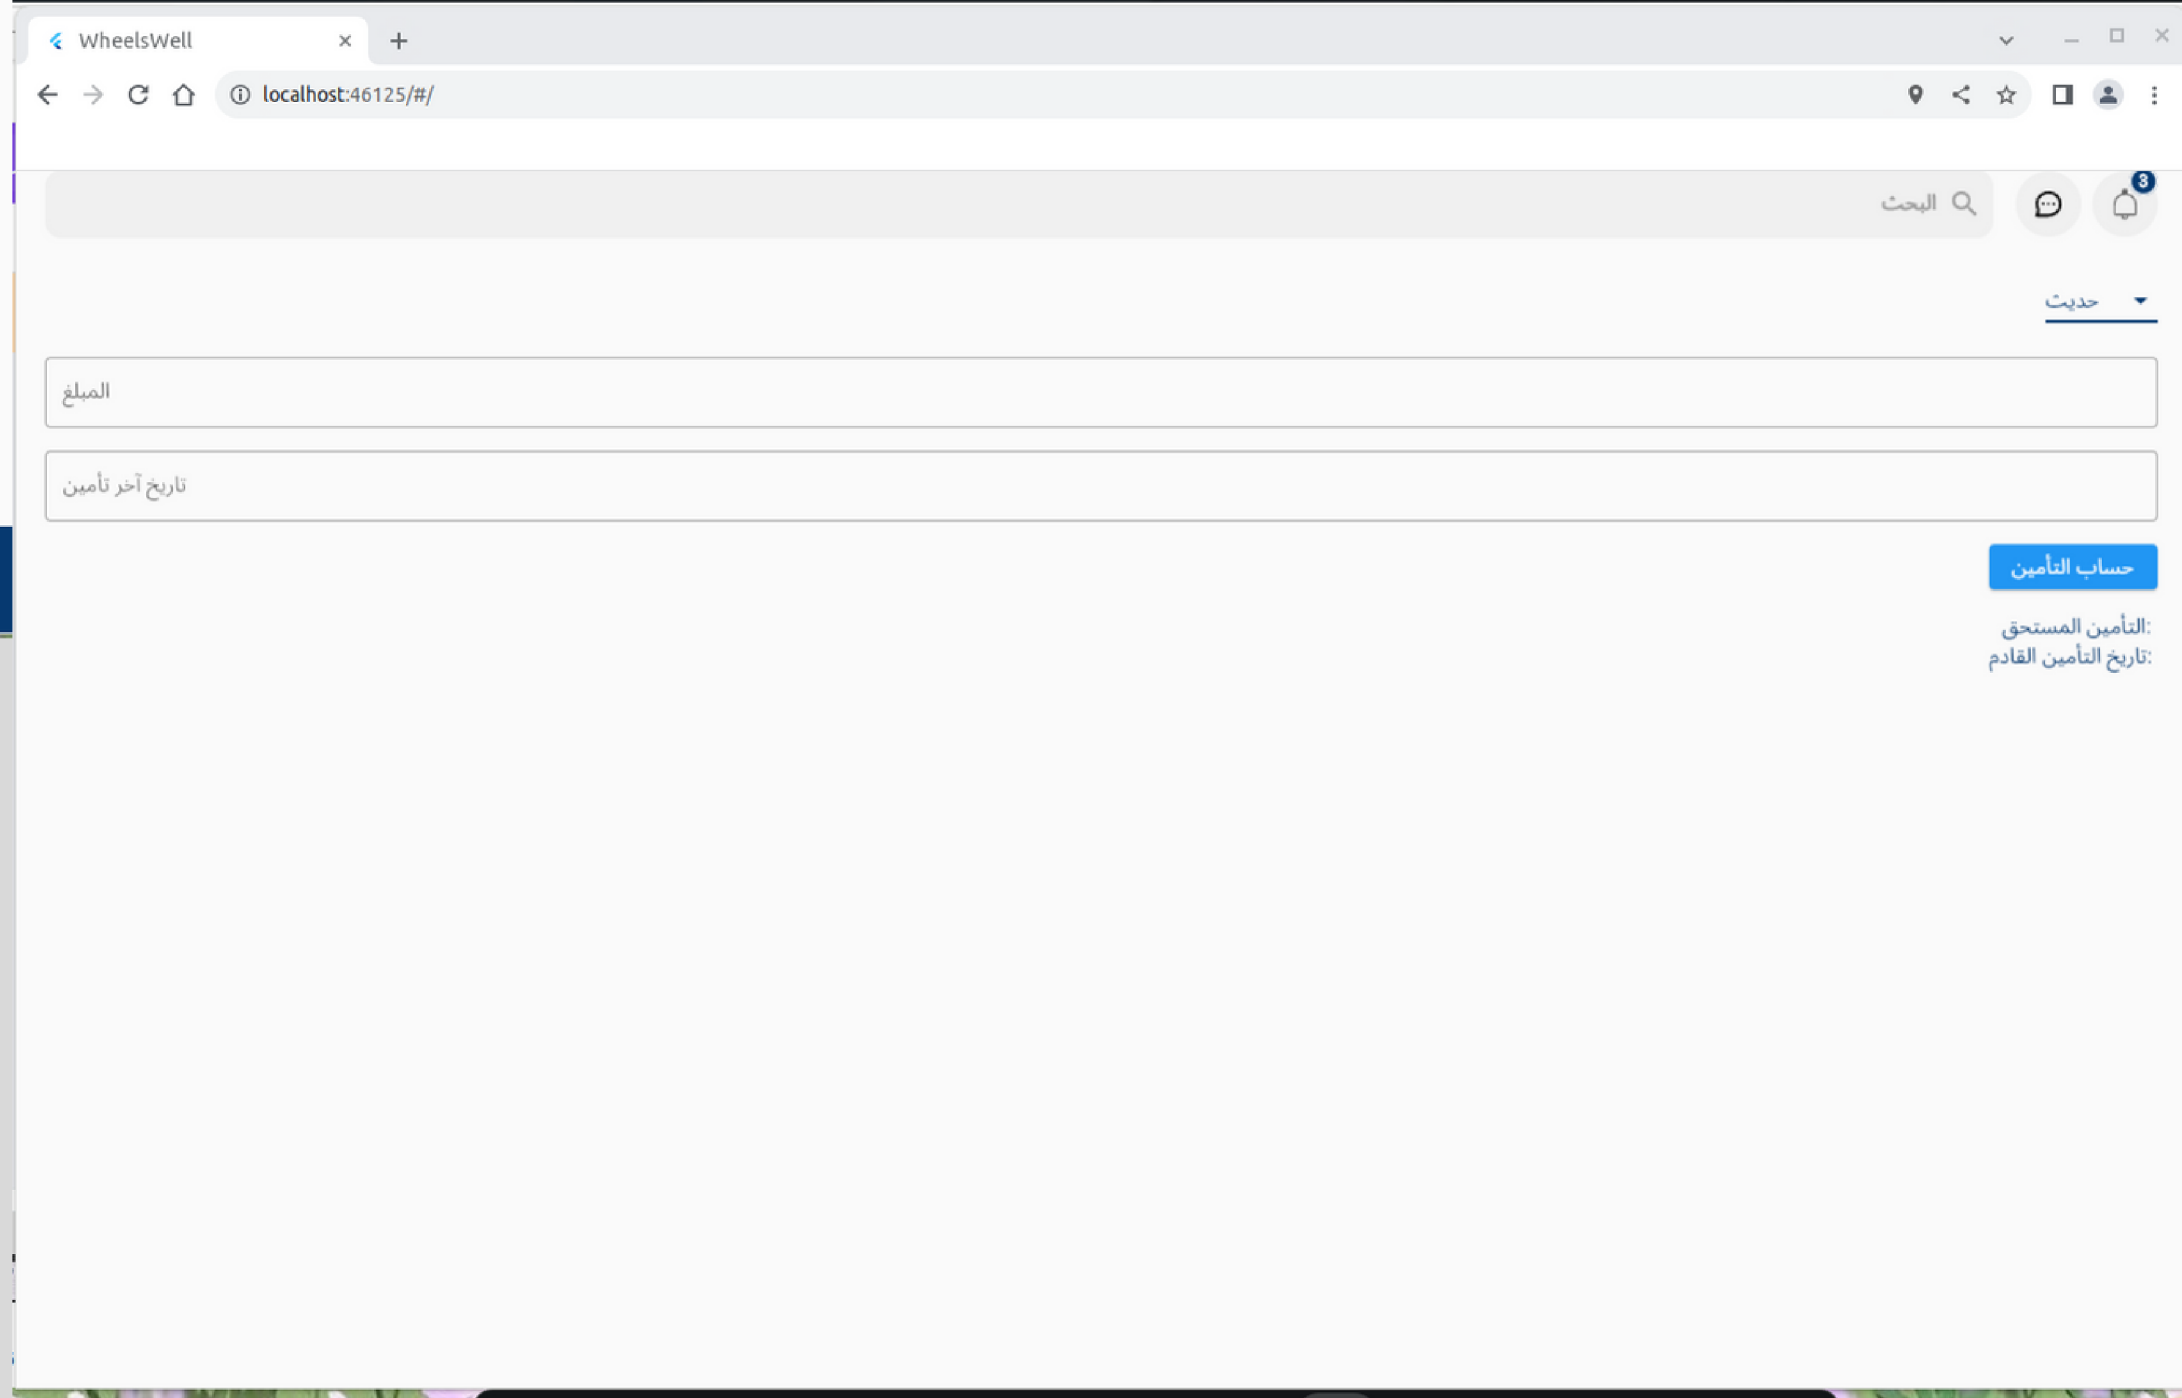 WheelsWell
localhost:46125/#/
3
البحث
حديث
المبلغ
تاريخ آخر تأمين
حساب التأمين
التأمين المستحق:
تاريخ التأمين القادم: